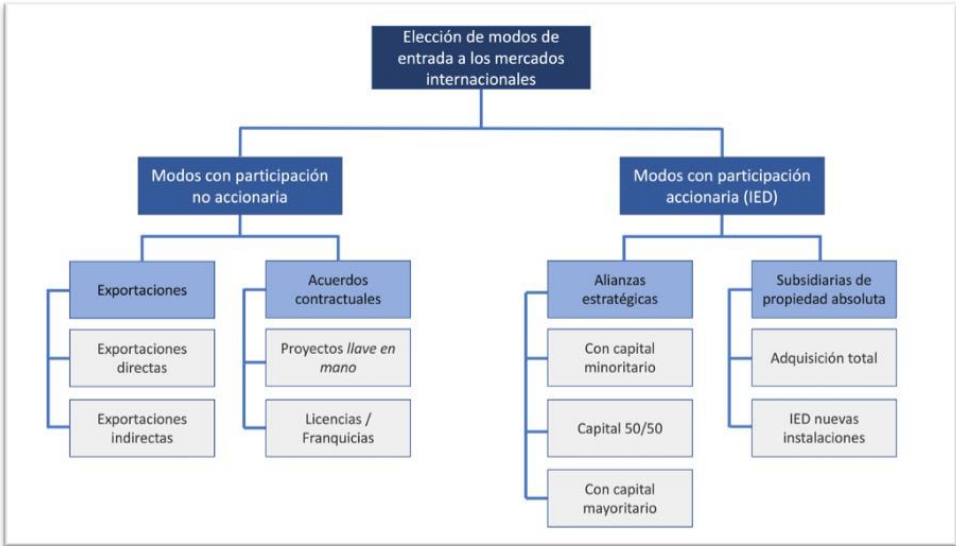 Elección de modos de
entrada a los mercados
internacionales
Modos con participación
no accionaria
Modos con participación
accionaria (IED)
Exportaciones
Exportaciones
directas
Exportaciones
indirectas
Acuerdos
contractuales
Proyectos llave en
mano
Licencias /
Franquicias
Alianzas
estratégicas
Con capital
minoritario
Capital 50/50
Con capital
mayoritario
Subsidiarias de
propiedad absoluta
Adquisición total
IED nuevas
instalaciones